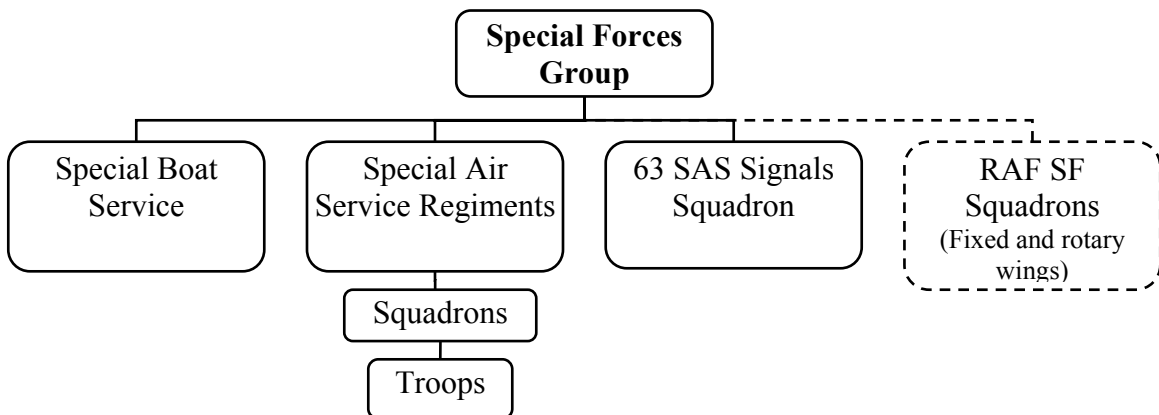 Special Forces
Group
Special Boat
Service
Special Air
Service Regiments
63 SAS Signals
Squadron
RAF SF
Squadrons
(Fixed and rotary
wings)
Squadrons
Troops